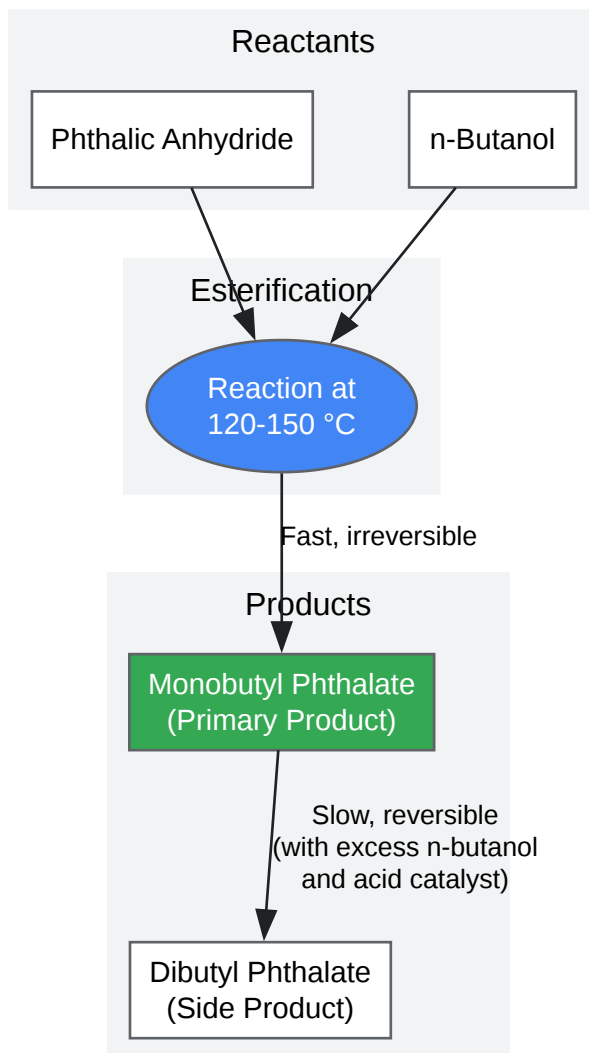 Reactants
Phthalic Anhydride
n-Butanol
Esterification
Reaction at
120-150 °C
Fast, irreversible
Products
Monobutyl Phthalate
(Primary Product)
Slow, reversible
(with excess n-butanol
and acid catalyst)
Dibutyl Phthalate
(Side Product)